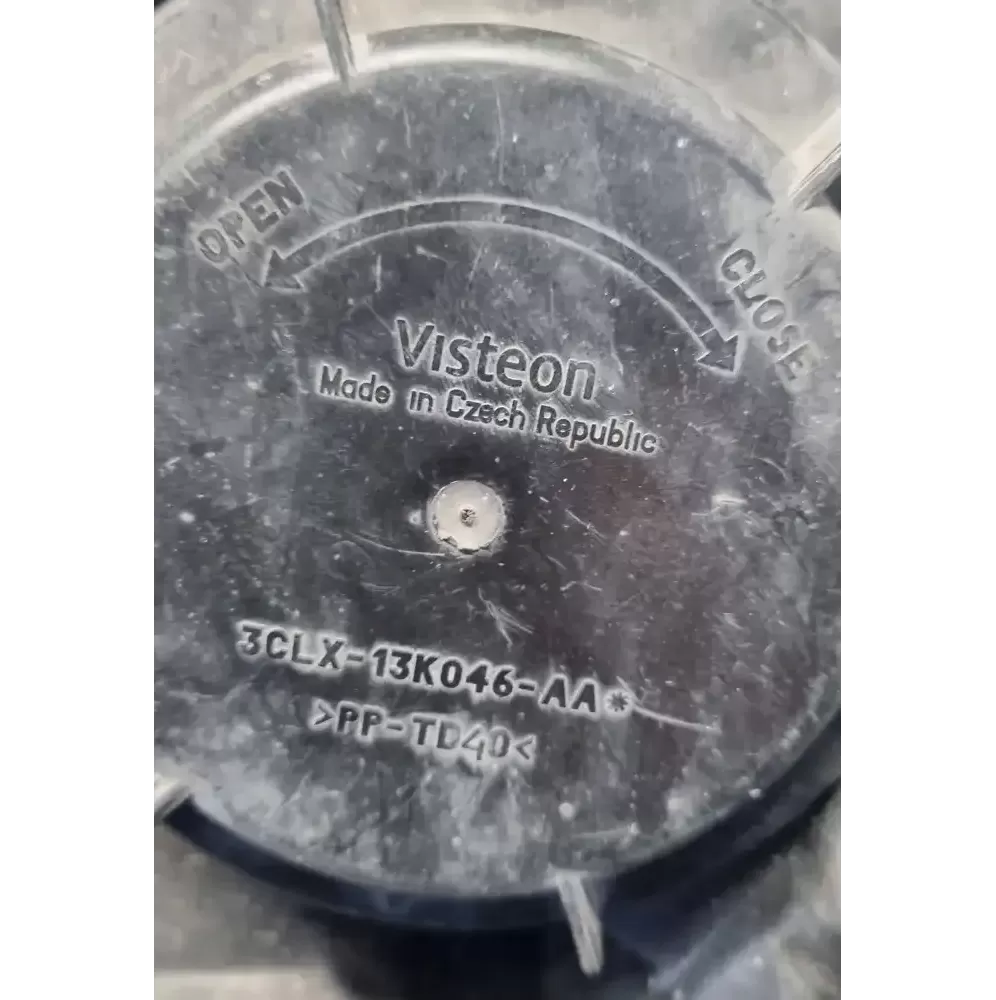 OPEN
CLOSE
Visteon
Made in Czech Republic
3CLX-13K046-AA*
>PP-TD40<